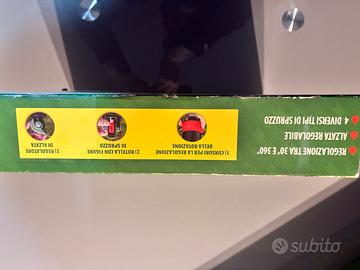 REGOLAZIONE TRA 30° E 360°
ALZATA REGOLABILE
4 DIVERSI TIPI DI SPRUZZO
1) CURSORI PER LA REGOLAZIONE
DELLA ROTAZIONE
2) ROTELLA CON FIGURE
DI SPRUZZO
3) REGOLATORE
DI ALZATA
subito